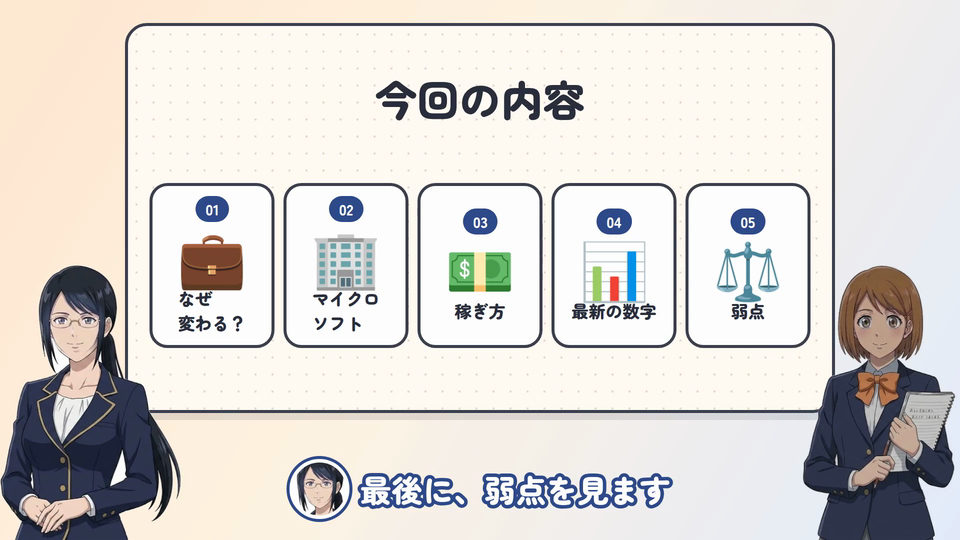 今回の内容
01
なぜ
変わる？
02
マイクロ
ソフト
03
稼ぎ方
04
最新の数字
05
弱点
最後に、弱点を見ます